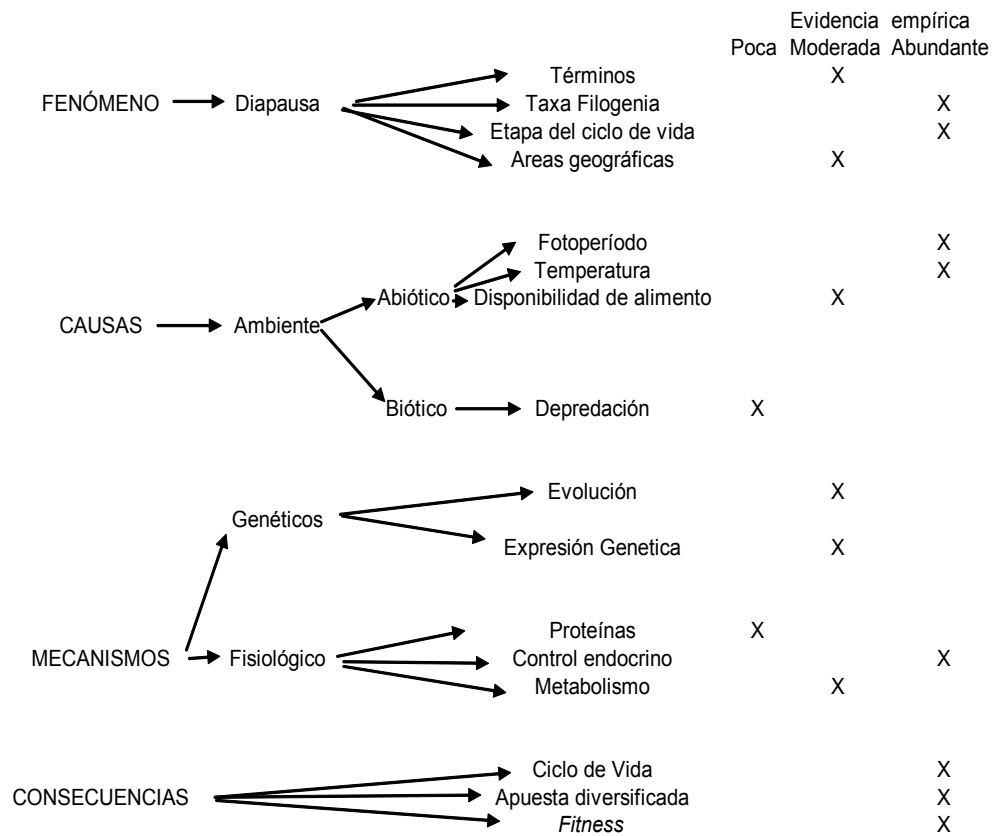 Evidencia empírica
Poca Moderada Abundante
Términos X
FENÓMENO Diapausa Taxa Filogenia X
Etapa del ciclo de vida X
Areas geográficas X
Fotoperíodo X
Temperatura X
Abiótico Disponibilidad de alimento X
CAUSAS Ambiente
Biótico Depredación X
Evolución X
Genéticos
Expresión Genetica X
Proteínas X
MECANISMOS Fisiológico Control endocrino X
Metabolismo X
Ciclo de Vida X
CONSECUENCIAS Apuesta diversificada X
Fitness X